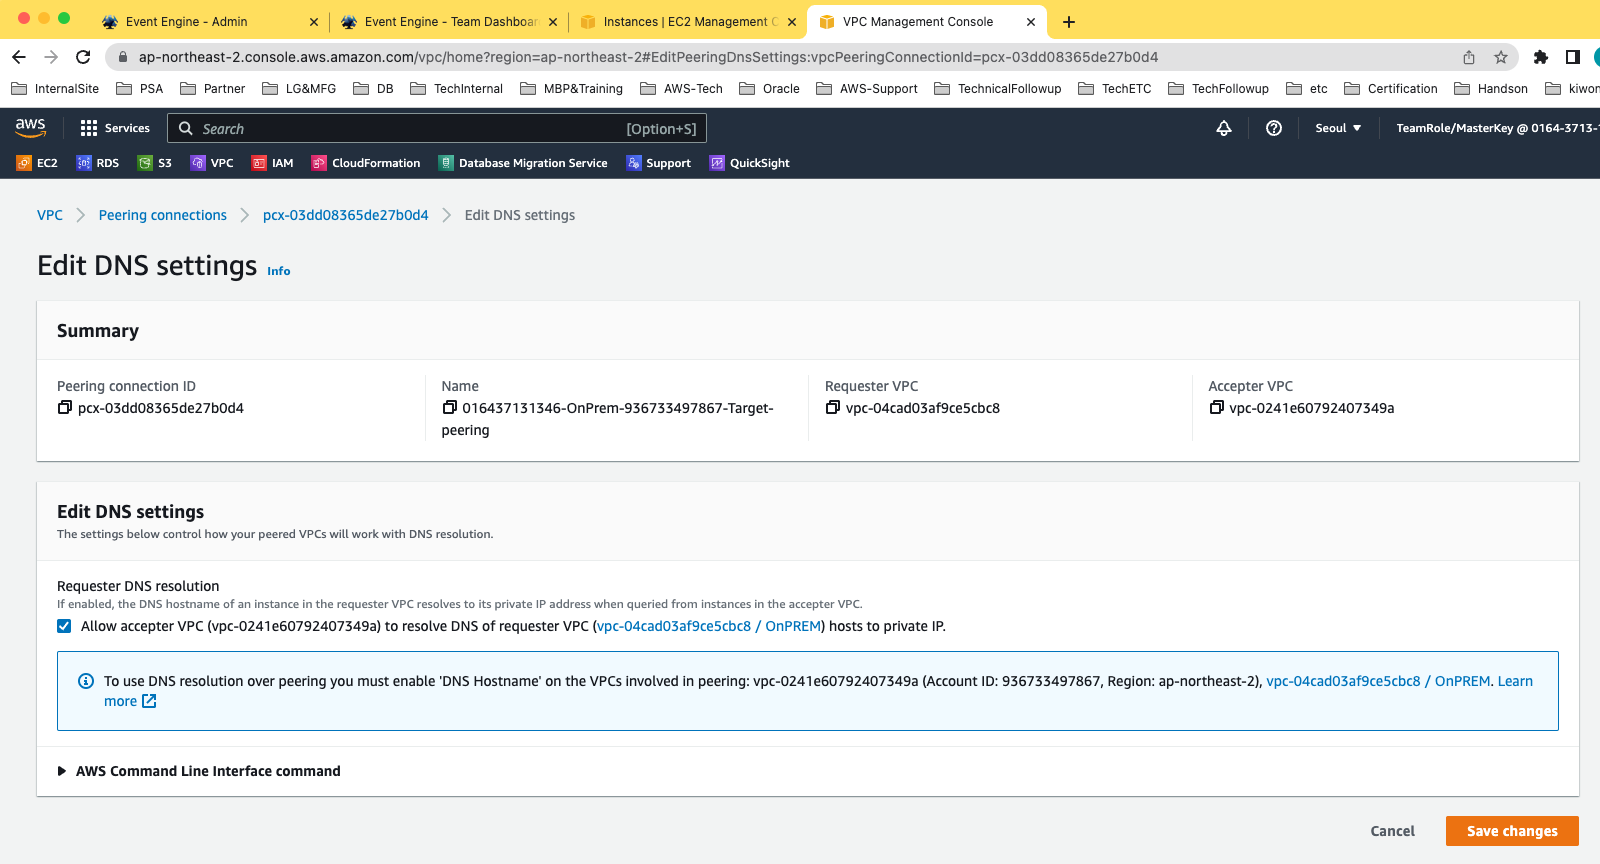 Event Engine - Admin
Event Engine - Team Dashboar
Instances | EC2 Management C
VPC Management Console
ap-northeast-2.console.aws.amazon.com/vpc/home?region=ap-northeast-2#EditPeeringDnsSettings:vpcPeeringConnectionId=pcx-03dd08365de27b0d4
InternalSite PSA Partner LG&MFG DB TechInternal MBP&Training AWS-Tech Oracle AWS-Support TechnicalFollowup TechETC TechFollowup etc Certification Handson kiwon
aws Services Search [Option+S] Seoul TeamRole/MasterKey @ 0164-3713-1
EC2 RDS S3 VPC IAM CloudFormation Database Migration Service Support QuickSight
VPC Peering connections pcx-03dd08365de27b0d4 Edit DNS settings
Edit DNS settings Info
Summary
Peering connection ID
pcx-03dd08365de27b0d4
Name
016437131346-OnPrem-936733497867-Target-
peering
Requester VPC
vpc-04cad03af9ce5cbc8
Accepter VPC
vpc-0241e60792407349a
Edit DNS settings
The settings below control how your peered VPCs will work with DNS resolution.
Requester DNS resolution
If enabled, the DNS hostname of an instance in the requester VPC resolves to its private IP address when queried from instances in the accepter VPC.
Allow accepter VPC (vpc-0241e60792407349a) to resolve DNS of requester VPC (vpc-04cad03af9ce5cbc8 / OnPREM) hosts to private IP.
To use DNS resolution over peering you must enable 'DNS Hostname' on the VPCs involved in peering: vpc-0241e60792407349a (Account ID: 936733497867, Region: ap-northeast-2), vpc-04cad03af9ce5cbc8 / OnPREM. Learn
more
AWS Command Line Interface command
Cancel
Save changes